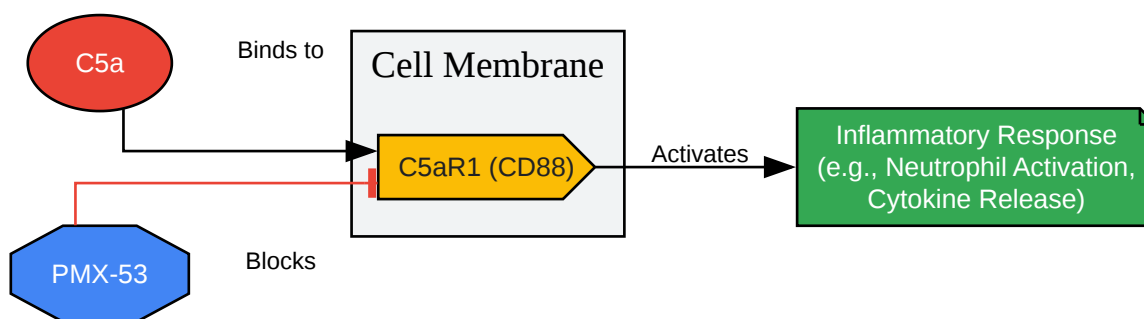 C5a
Binds to
Cell Membrane
C5aR1 (CD88)
Activates
Inflammatory Response
(e.g., Neutrophil Activation,
Cytokine Release)
Blocks
PMX-53